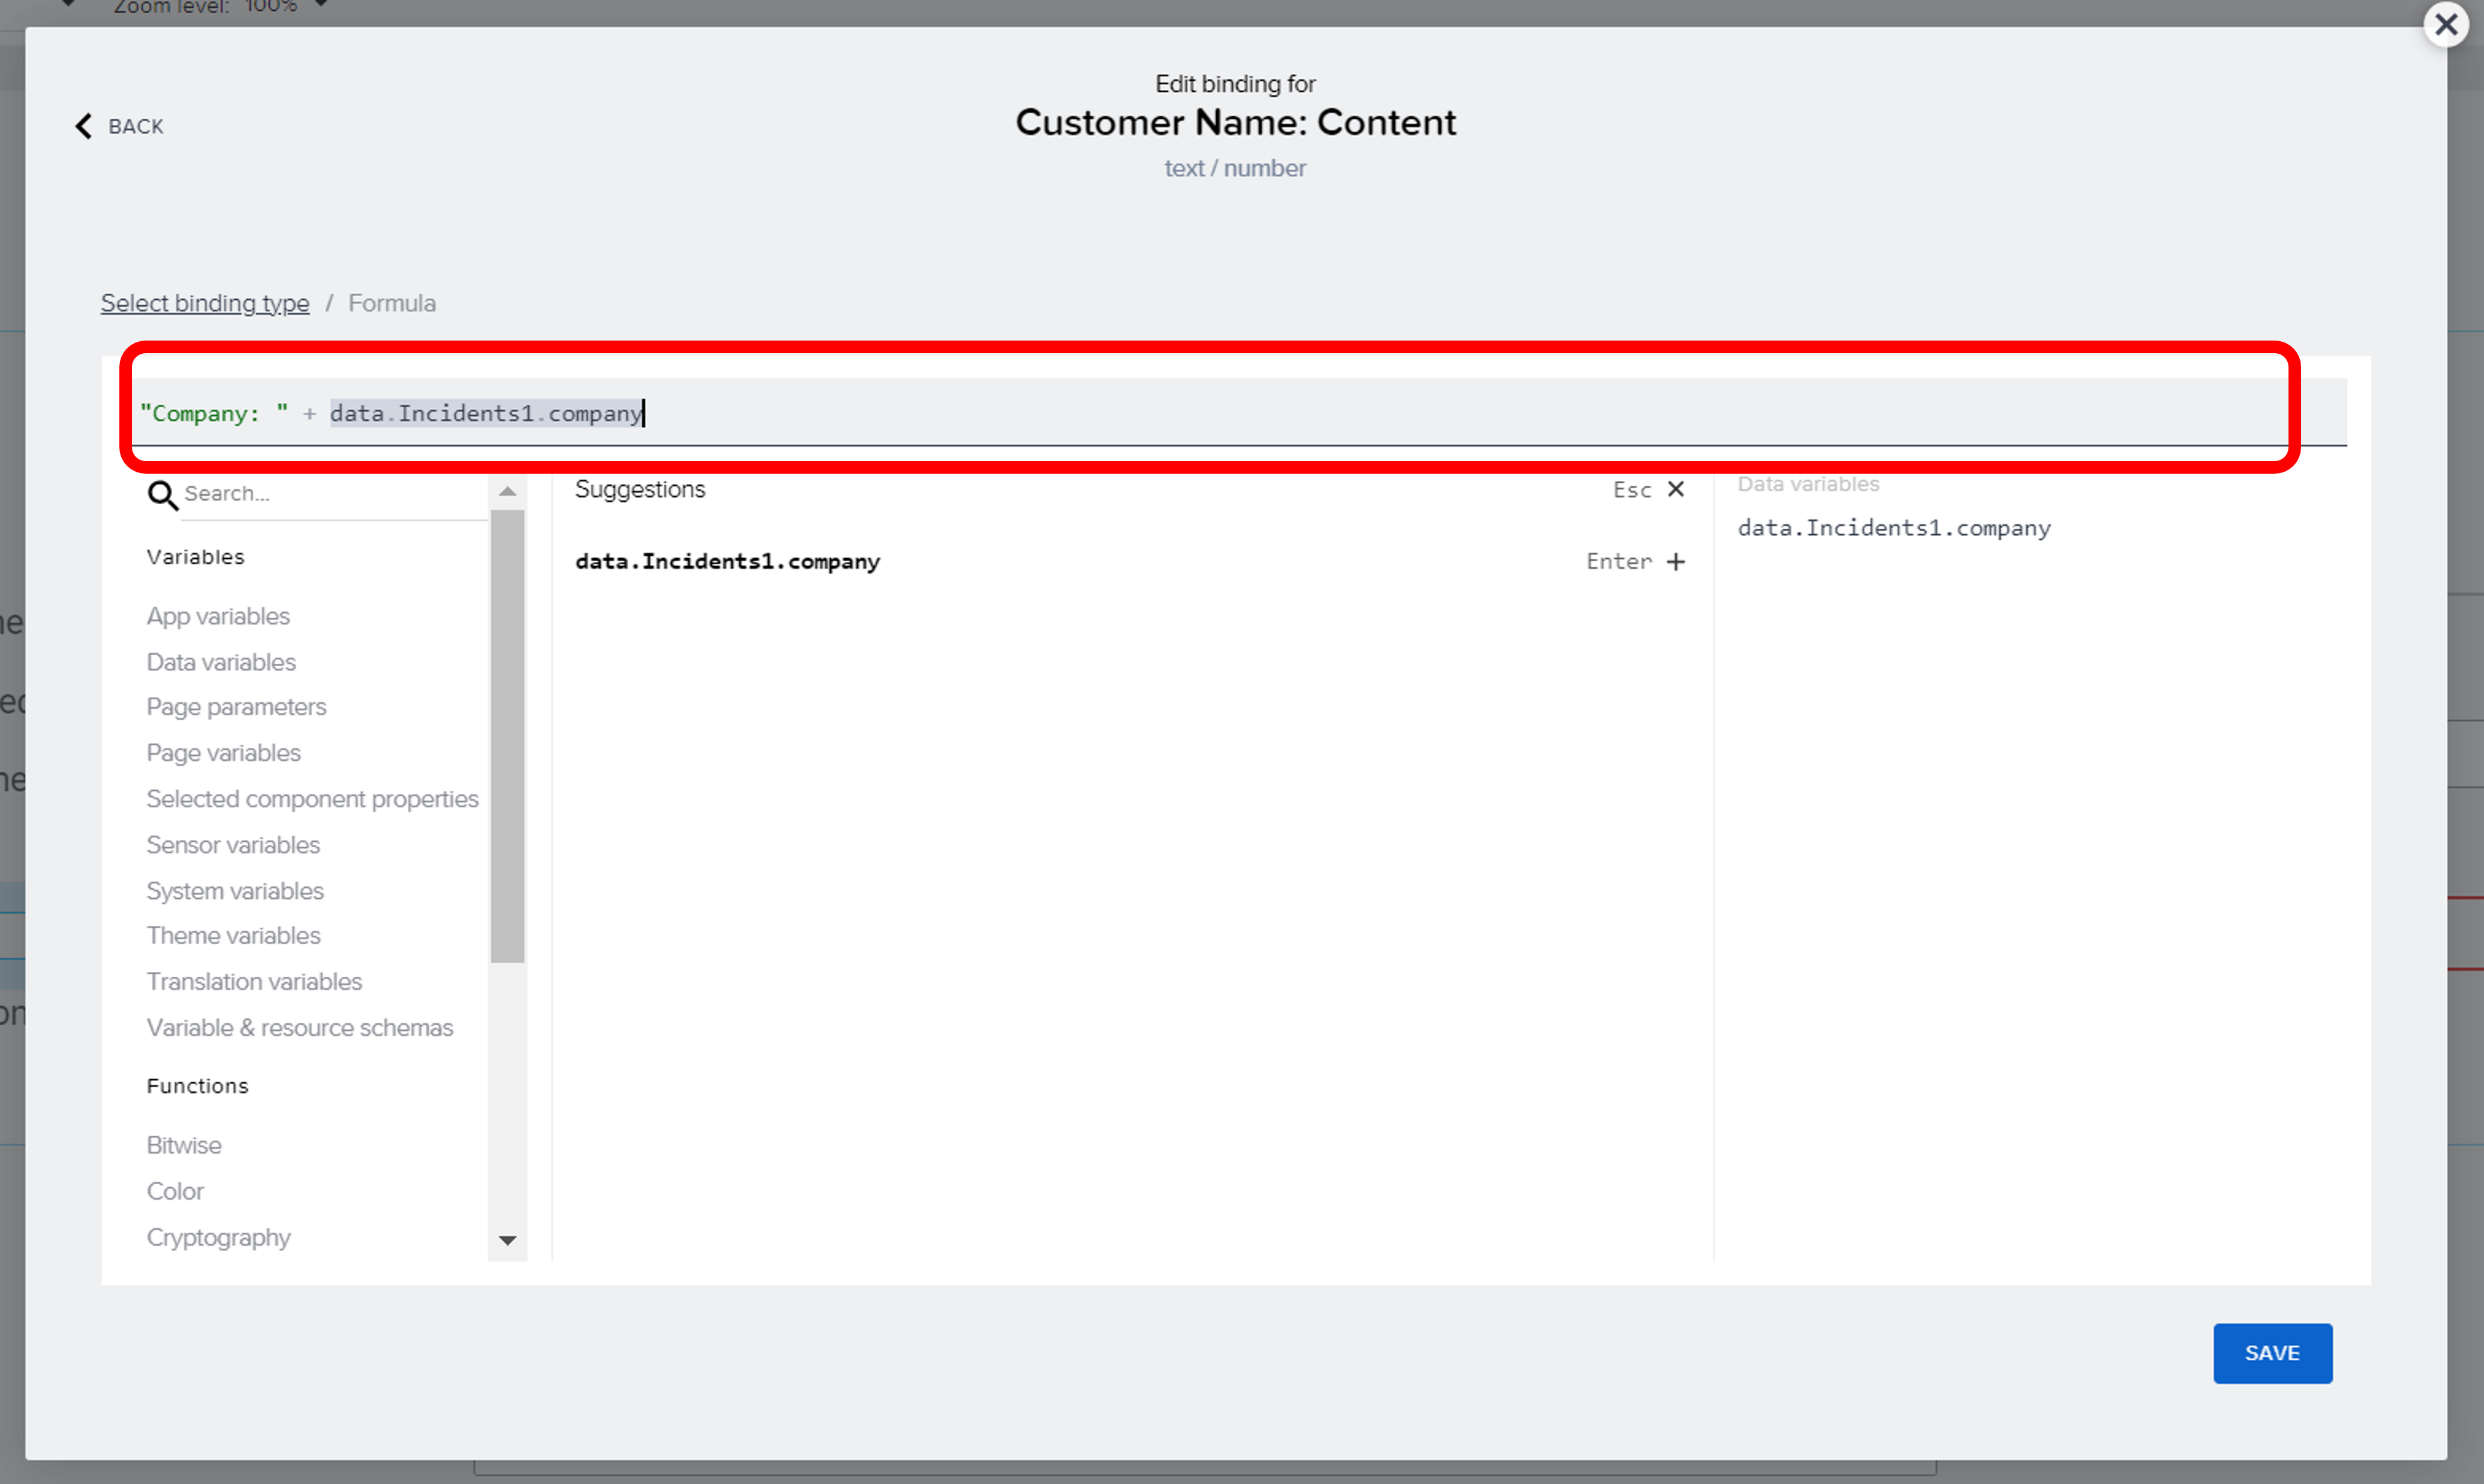 Zoom level: 100%
Edit binding for
BACK
Customer Name: Content
text / number
Select binding type / Formula
"Company: " + data.Incidents1.company
Search...
Variables
App variables
Data variables
Page parameters
Page variables
Selected component properties
Sensor variables
System variables
Theme variables
Translation variables
Variable & resource schemas
Functions
Bitwise
Color
Cryptography
Suggestions
Esc
data.Incidents1.company
Enter +
Data variables
data.Incidents1.company
SAVE